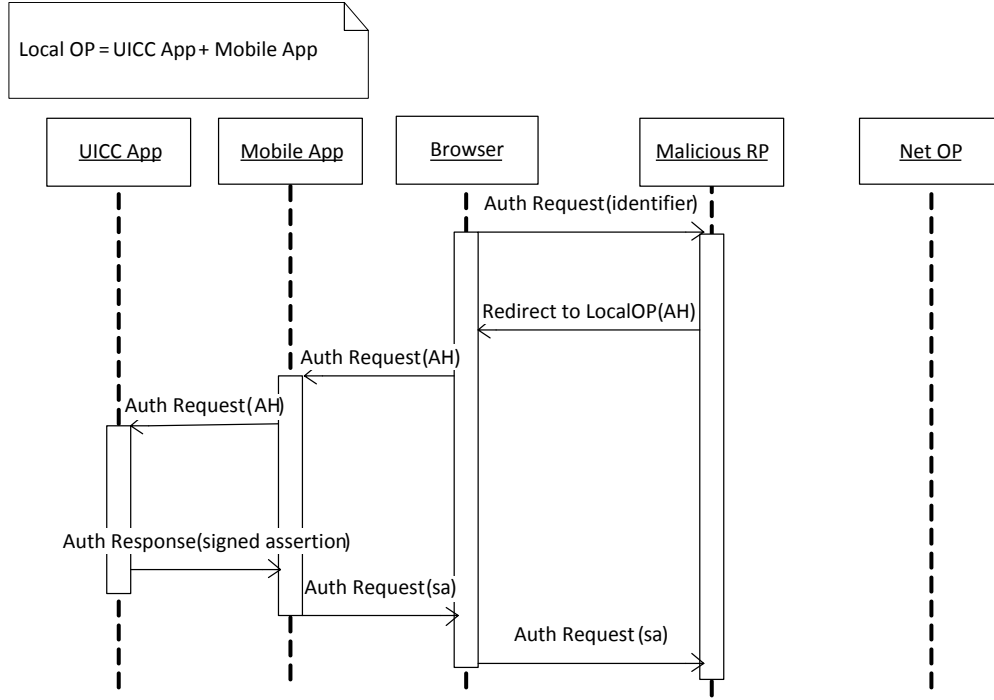 Local OP = UICC App + Mobile App
UICC App
Mobile App
Browser
Malicious RP
Net OP
Auth Request(identifier)
Redirect to LocalOP(AH)
Auth Request(AH)
Auth Request(AH)
Auth Response(signed assertion)
Auth Request(sa)
Auth Request (sa)